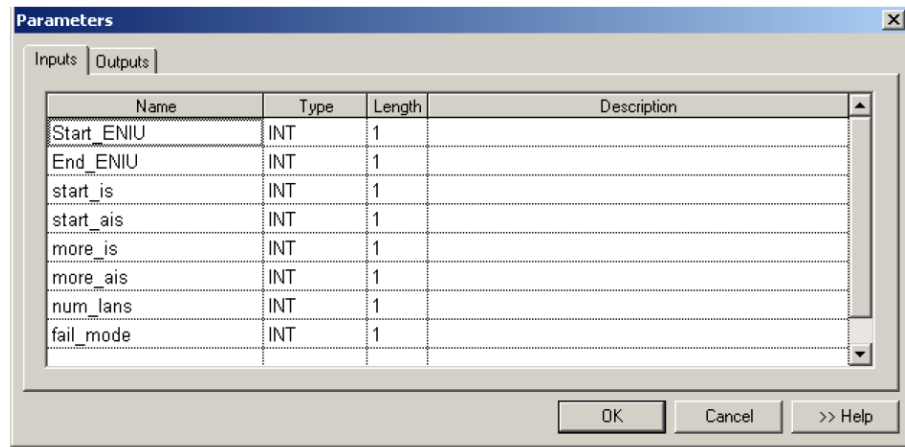 Parameters
Inputs Outputs
Name Type Length Description
Start_ENIU INT 1
End_ENIU INT 1
start_is INT 1
start_ais INT 1
more_is INT 1
more_ais INT 1
num_lans INT 1
fail_mode INT 1
OK Cancel >> Help